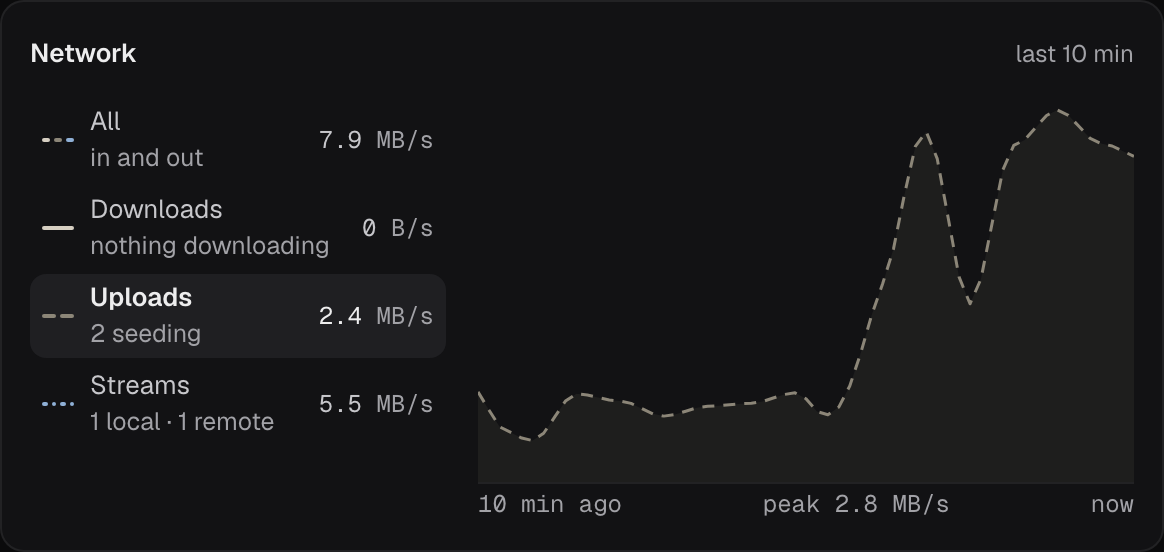 Network
last 10 min
All
in and out
7.9 MB/s
Downloads
nothing downloading
0 B/s
Uploads
2 seeding
2.4 MB/s
Streams
1 local · 1 remote
5.5 MB/s
10 min ago
peak 2.8 MB/s
now